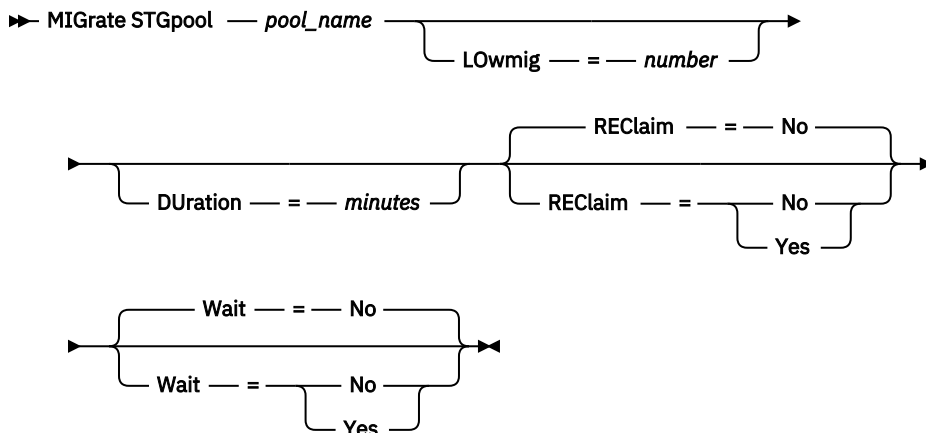 MIGrate STGpool pool_name
LOwmig = number
REClaim = No
DUration = minutes
REClaim = No
Yes
Wait = No
Wait = No
Yes